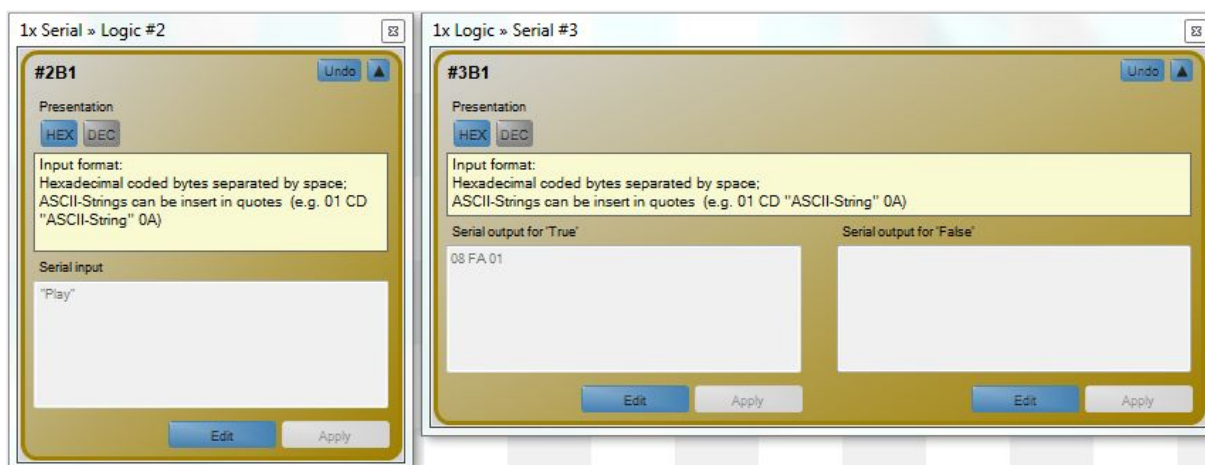 1x Serial » Logic #2
#2B1
Undo
Presentation
HEX DEC
Input format:
Hexadecimal coded bytes separated by space;
ASCII-Strings can be insert in quotes (e.g. 01 CD
"ASCII-String" 0A)
Serial input
"Play"
Edit Apply
1x Logic » Serial #3
#3B1
Undo
Presentation
HEX DEC
Input format:
Hexadecimal coded bytes separated by space;
ASCII-Strings can be insert in quotes (e.g. 01 CD "ASCII-String" 0A)
Serial output for 'True'
08 FA 01
Edit Apply
Serial output for 'False'
Edit Apply